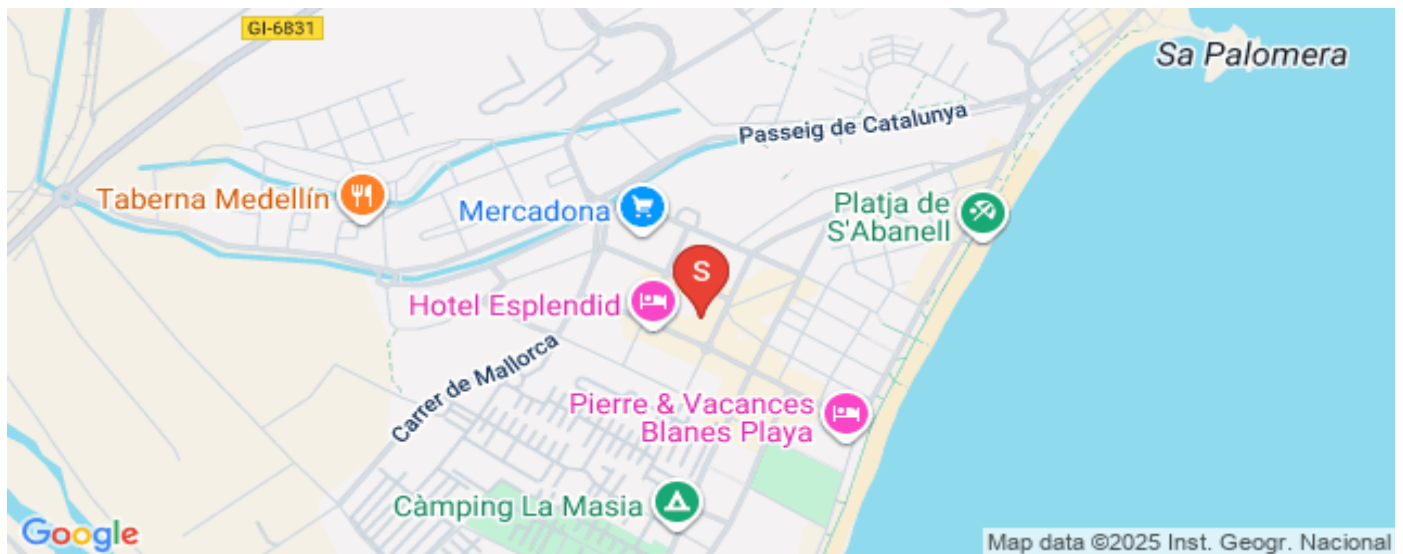 GI-6831
Sa Palomera
Passeig de Catalunya
Taberna Medellín
Mercadona
Platja de
S'Abanell
S
Hotel Esplendid
Carrer de Mallorca
Pierre & Vacances
Blanes Playa
Càmping La Masia
Google
Map data ©2025 Inst. Geogr. Nacional